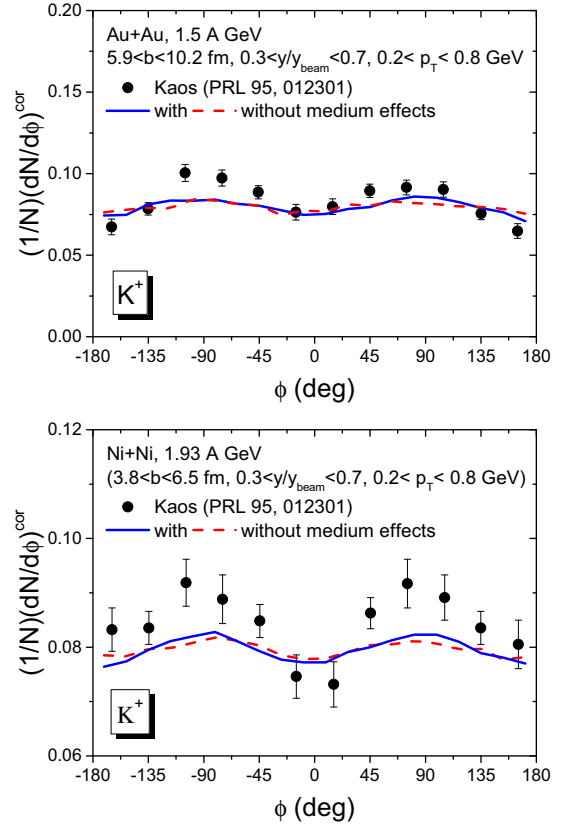 0.20
Au+Au, 1.5 A GeV
5.9<b<10.2 fm, 0.3<y/y_beam<0.7, 0.2< p_T< 0.8 GeV
Kaos (PRL 95, 012301)
with without medium effects
0.15
0.10
0.05
0.00
(1/N)(dN/dϕ)^cor
K^+
-180 -135 -90 -45 0 45 90 135 180
ϕ (deg)
0.12
Ni+Ni, 1.93 A GeV
(3.8<b<6.5 fm, 0.3<y/y_beam<0.7, 0.2< p_T< 0.8 GeV)
Kaos (PRL 95, 012301)
with without medium effects
0.10
0.08
0.06
(1/N)(dN/dϕ)^cor
K^+
-180 -135 -90 -45 0 45 90 135 180
ϕ (deg)